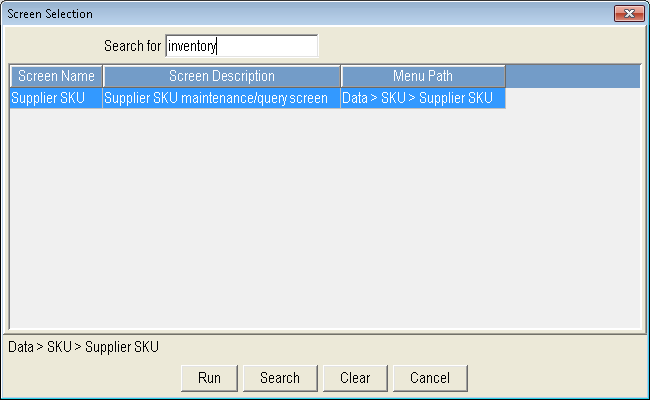 Screen Selection
Search for inventory
Screen Name Screen Description Menu Path
Supplier SKU Supplier SKU maintenance/query screen Data > SKU > Supplier SKU
Data > SKU > Supplier SKU
Run Search Clear Cancel